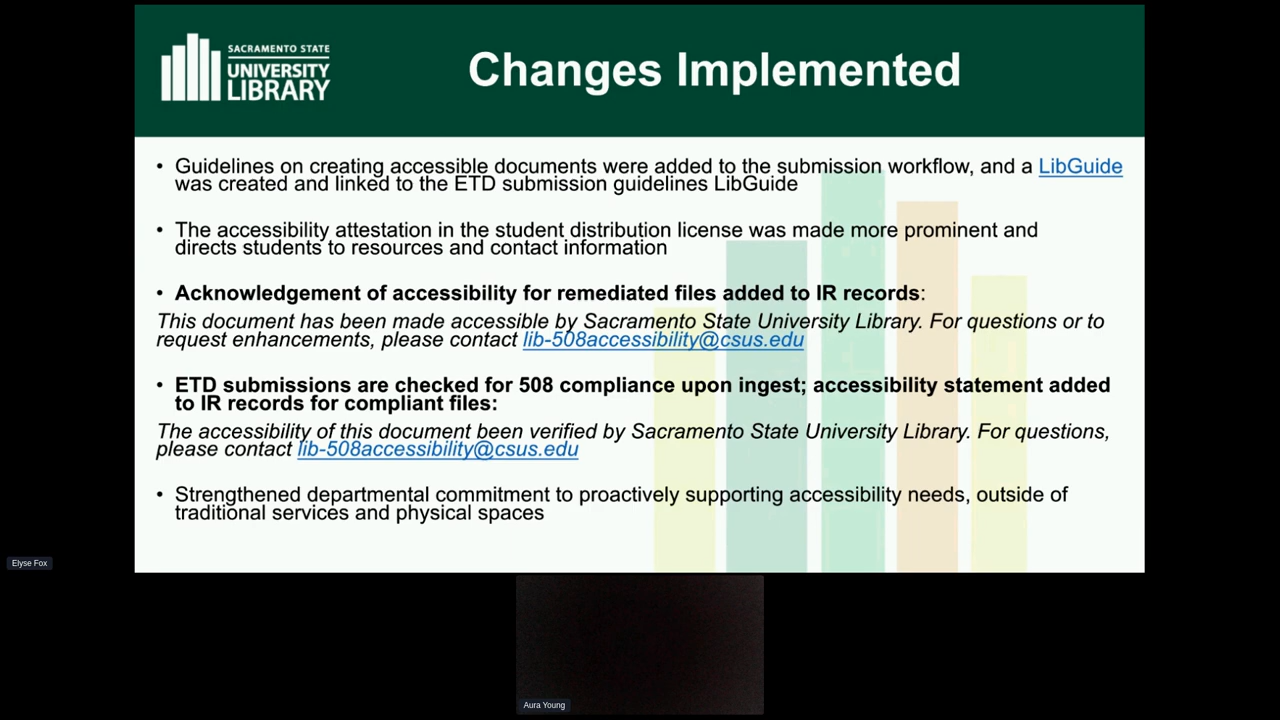 SACRAMENTO STATE
UNIVERSITY
LIBRARY
Changes Implemented
• Guidelines on creating accessible documents were added to the submission workflow, and a LibGuide
was created and linked to the ETD submission guidelines LibGuide
• The accessibility attestation in the student distribution license was made more prominent and
directs students to resources and contact information
• Acknowledgement of accessibility for remediated files added to IR records:
This document has been made accessible by Sacramento State University Library. For questions or to
request enhancements, please contact lib-508accessibility@csus.edu
• ETD submissions are checked for 508 compliance upon ingest; accessibility statement added
to IR records for compliant files:
The accessibility of this document been verified by Sacramento State University Library. For questions,
please contact lib-508accessibility@csus.edu
• Strengthened departmental commitment to proactively supporting accessibility needs, outside of
traditional services and physical spaces
Elyse Fox
Aura Young